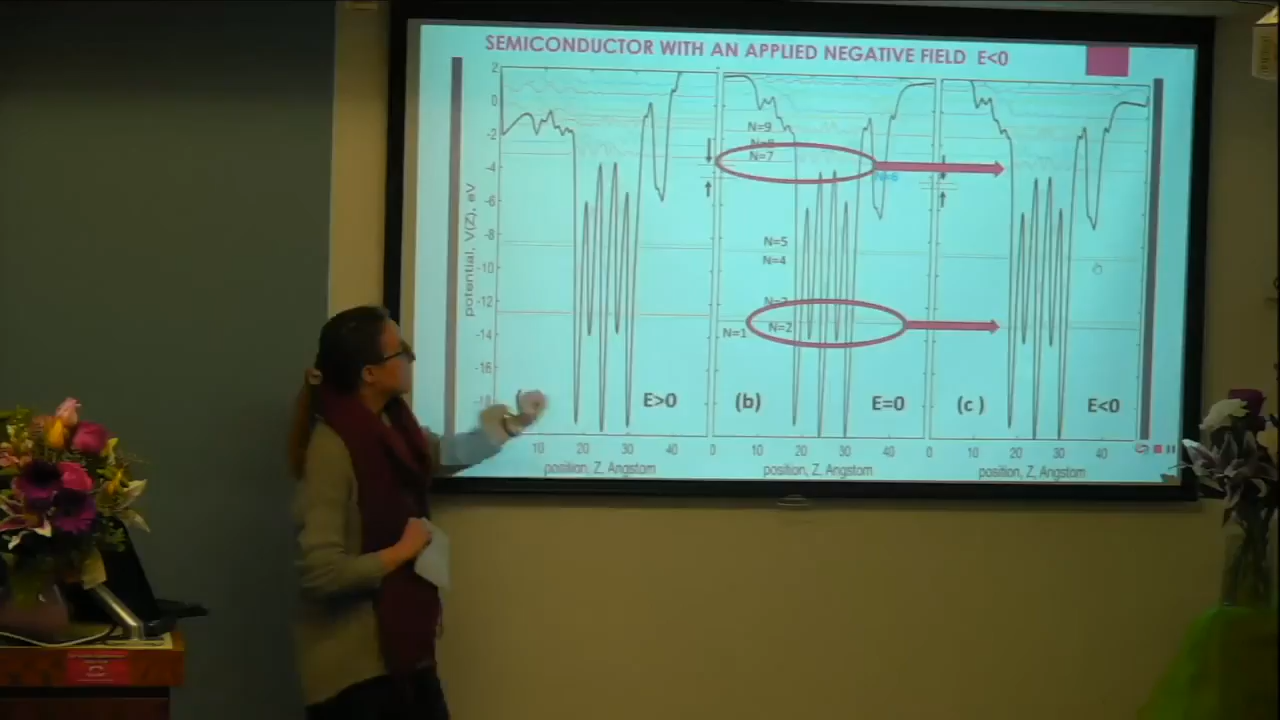 SEMICONDUCTOR WITH AN APPLIED NEGATIVE FIELD E<0
potential, V(Z), eV
2
0
-2
-4
-6
-8
-10
-12
-14
-16
N=9
N=7
N=6
N=5
N=4
N=2
N=1
E>0
(b)
E=0
(c )
E<0
10 20 30 40 0 10 20 30 40 0 10 20 30 40
position, Z, Angstom
position, Z, Angstom
position, Z, Angstom